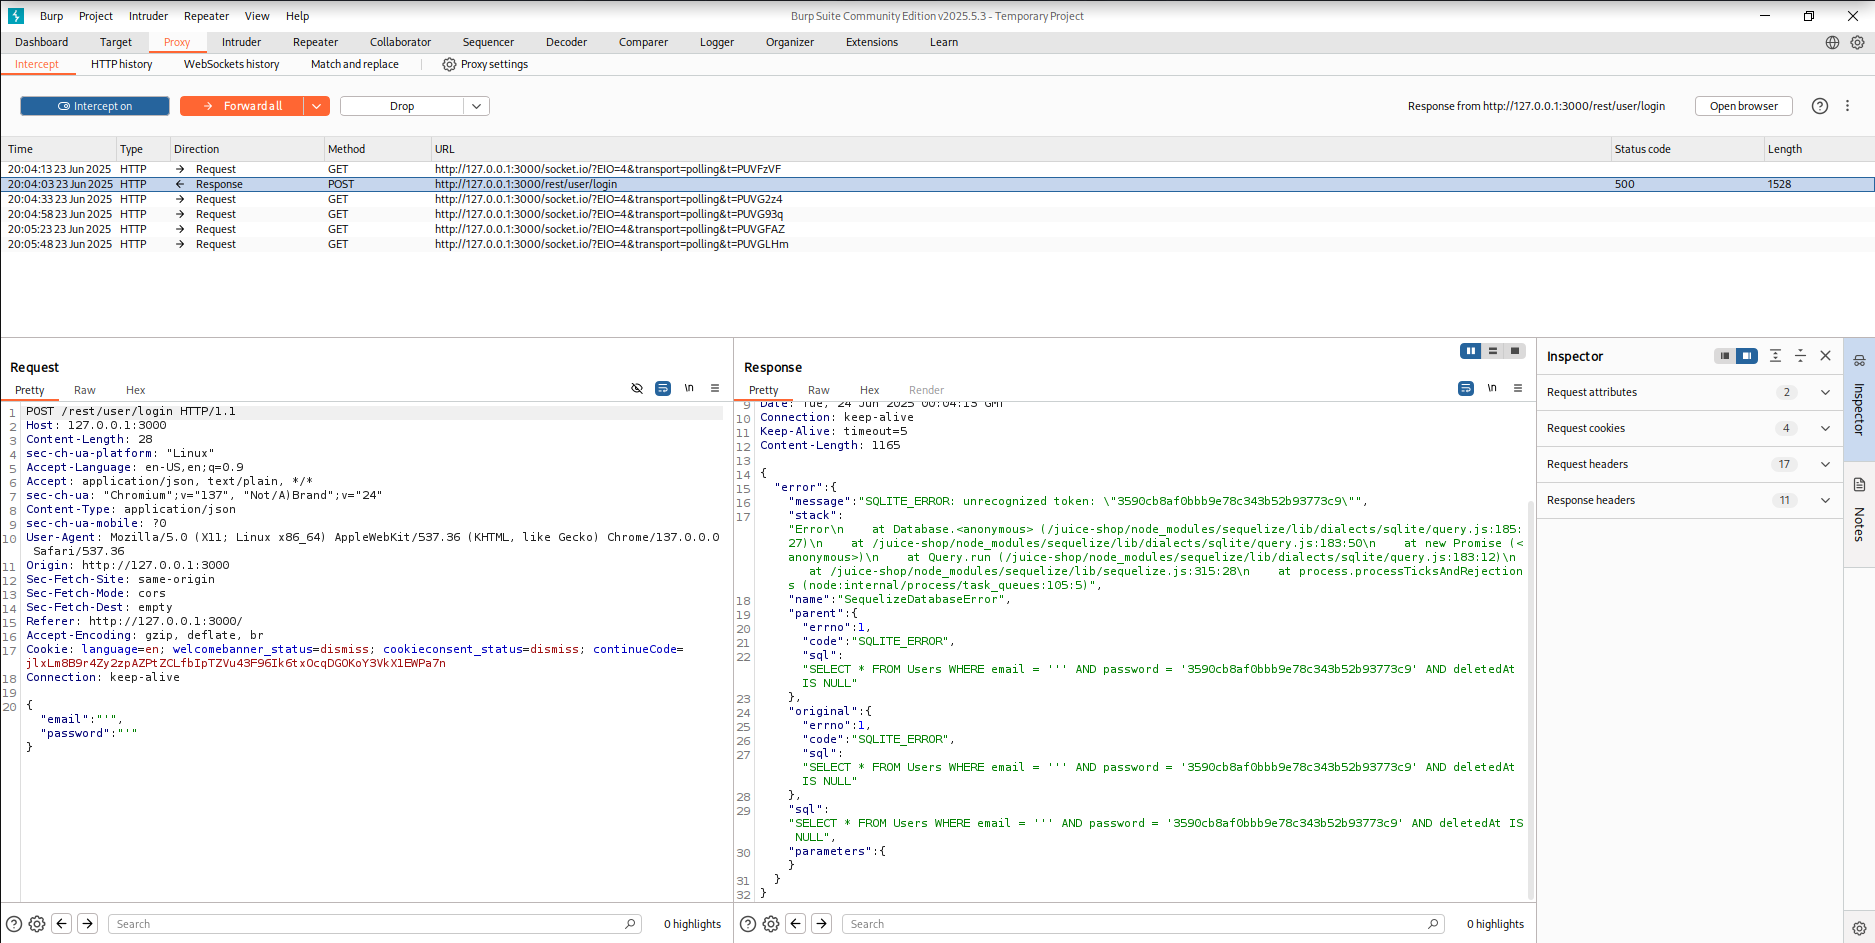 Burp Project Intruder Repeater View Help
Burp Suite Community Edition v2025.5.3 - Temporary Project
Dashboard Target Proxy Intruder Repeater Collaborator Sequencer Decoder Comparer Logger Organizer Extensions Learn
Intercept HTTP history WebSockets history Match and replace Proxy settings
Intercept on Forward all Drop
Response from http://127.0.0.1:3000/rest/user/login Open browser
Time Type Direction Method URL Status code Length
20:04:13 23 Jun 2025 HTTP → Request GET http://127.0.0.1:3000/socket.io/?EIO=4&transport=polling&t=PUVFzVF
20:04:03 23 Jun 2025 HTTP ← Response POST http://127.0.0.1:3000/rest/user/login 500 1528
20:04:33 23 Jun 2025 HTTP → Request GET http://127.0.0.1:3000/socket.io/?EIO=4&transport=polling&t=PUVG2z4
20:04:58 23 Jun 2025 HTTP → Request GET http://127.0.0.1:3000/socket.io/?EIO=4&transport=polling&t=PUVG93q
20:05:23 23 Jun 2025 HTTP → Request GET http://127.0.0.1:3000/socket.io/?EIO=4&transport=polling&t=PUVGFAZ
20:05:48 23 Jun 2025 HTTP → Request GET http://127.0.0.1:3000/socket.io/?EIO=4&transport=polling&t=PUVGLHm
Request
Pretty Raw Hex
\n
1 POST /rest/user/login HTTP/1.1
2 Host: 127.0.0.1:3000
3 Content-Length: 28
4 sec-ch-ua-platform: "Linux"
5 Accept-Language: en-US,en;q=0.9
6 Accept: application/json, text/plain, */*
7 sec-ch-ua: "Chromium";v="137", "Not/A)Brand";v="24"
8 Content-Type: application/json
9 sec-ch-ua-mobile: ?0
10 User-Agent: Mozilla/5.0 (X11; Linux x86_64) AppleWebKit/537.36 (KHTML, like Gecko) Chrome/137.0.0.0
Safari/537.36
11 Origin: http://127.0.0.1:3000
12 Sec-Fetch-Site: same-origin
13 Sec-Fetch-Mode: cors
14 Sec-Fetch-Dest: empty
15 Referer: http://127.0.0.1:3000/
16 Accept-Encoding: gzip, deflate, br
17 Cookie: language=en; welcomebanner_status=dismiss; cookieconsent_status=dismiss; continueCode=
jlxLm8B9r4Zy2zpAZPtZCLfbIpTZVu43F96Ik6txOcqDGOKoY3VkX1EWPa7n
18 Connection: keep-alive
19
20 {
"email":"'",
"password":"'"
}
Search 0 highlights
Response
Pretty Raw Hex Render
\n
9 Date: Tue, 24 Jun 2025 00:04:13 GMT
10 Connection: keep-alive
11 Keep-Alive: timeout=5
12 Content-Length: 1165
13
14 {
15 "error":{
16 "message":"SQLITE_ERROR: unrecognized token: \"3590cb8af0bbb9e78c343b52b93773c9\"",
17 "stack":
"Error\n    at Database.<anonymous> (/juice-shop/node_modules/sequelize/lib/dialects/sqlite/query.js:185:
27)\n    at /juice-shop/node_modules/sequelize/lib/dialects/sqlite/query.js:183:50\n    at new Promise (<
anonymous>)\n    at Query.run (/juice-shop/node_modules/sequelize/lib/dialects/sqlite/query.js:183:12)\n
at /juice-shop/node_modules/sequelize/lib/sequelize.js:315:28\n    at process.processTicksAndRejection
s (node:internal/process/task_queues:105:5)",
18 "name":"SequelizeDatabaseError",
19 "parent":{
20 "errno":1,
21 "code":"SQLITE_ERROR",
22 "sql":
"SELECT * FROM Users WHERE email = ''' AND password = '3590cb8af0bbb9e78c343b52b93773c9' AND deletedAt
IS NULL"
23 },
24 "original":{
25 "errno":1,
26 "code":"SQLITE_ERROR",
27 "sql":
"SELECT * FROM Users WHERE email = ''' AND password = '3590cb8af0bbb9e78c343b52b93773c9' AND deletedAt
IS NULL"
28 },
29 "sql":
"SELECT * FROM Users WHERE email = ''' AND password = '3590cb8af0bbb9e78c343b52b93773c9' AND deletedAt IS
NULL",
30 "parameters":{
}
31 }
32 }
Search 0 highlights
Inspector
Request attributes 2
Request cookies 4
Request headers 17
Response headers 11
Inspector
Notes